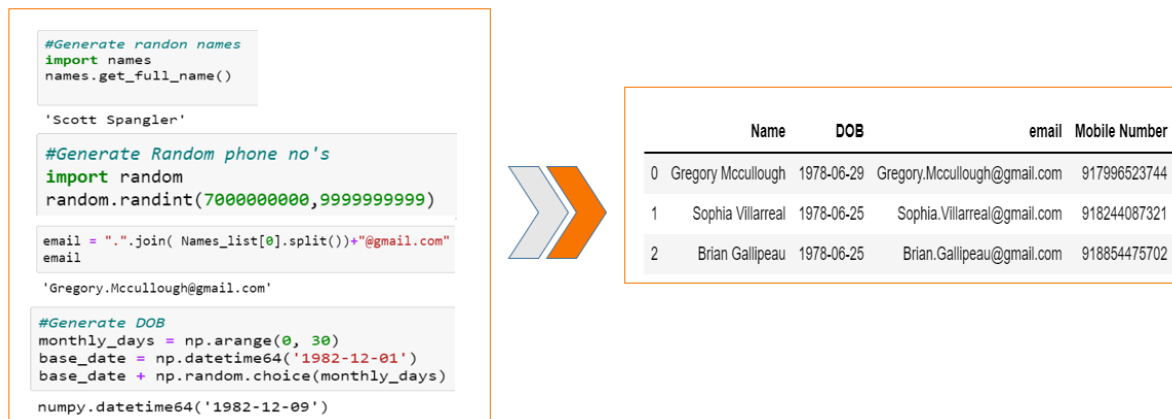 #Generate randon names
import names
names.get_full_name()
'Scott Spangler'
#Generate Random phone no's
import random
random.randint(7000000000,9999999999)
email = ".".join( Names_list[0].split())+"@gmail.com"
email
'Gregory.Mccullough@gmail.com'
#Generate DOB
monthly_days = np.arange(0, 30)
base_date = np.datetime64('1982-12-01')
base_date + np.random.choice(monthly_days)
numpy.datetime64('1982-12-09')
Name DOB email Mobile Number
0 Gregory Mccullough 1978-06-29 Gregory.Mccullough@gmail.com 917996523744
1 Sophia Villarreal 1978-06-25 Sophia.Villarreal@gmail.com 918244087321
2 Brian Gallipeau 1978-06-25 Brian.Gallipeau@gmail.com 918854475702